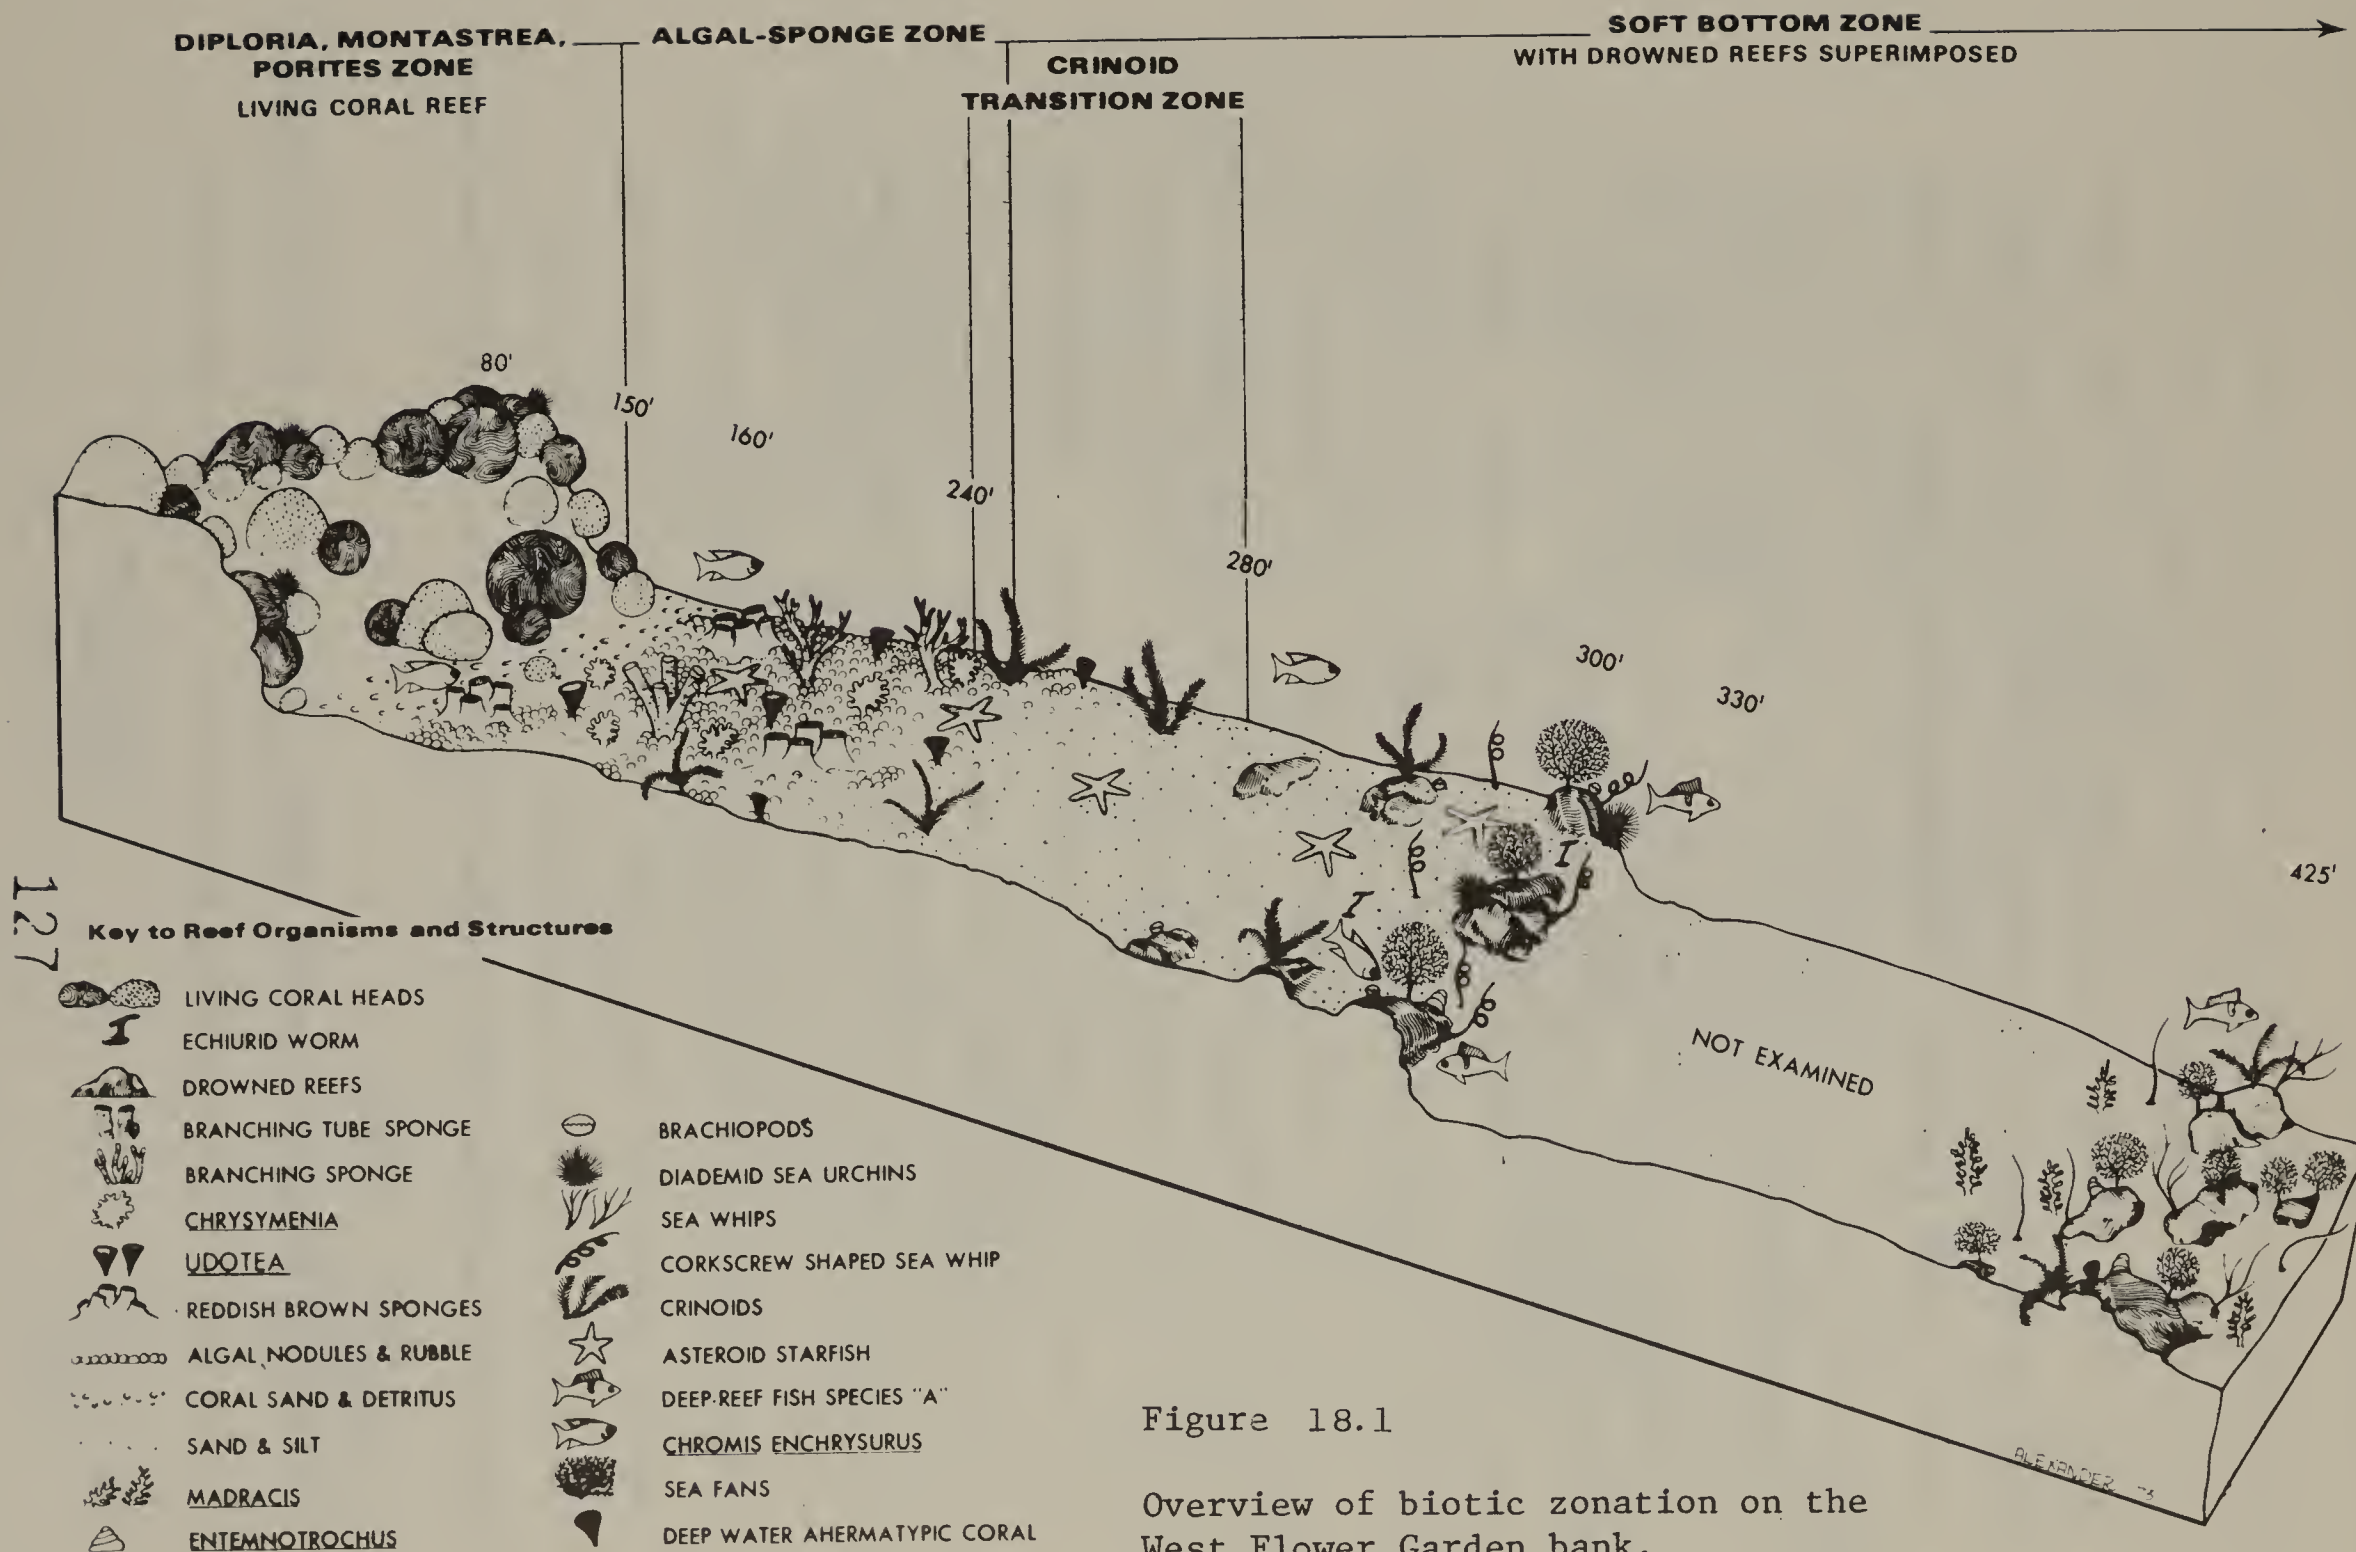 DIPLORIA, MONTASTREA,
PORITES ZONE
LIVING CORAL REEF
ALGAL-SPONGE ZONE
CRINOID
TRANSITION ZONE
SOFT BOTTOM ZONE
WITH DROWNED REEFS SUPERIMPOSED
80'
150'
160'
240'
280'
300'
330'
425'
NOT EXAMINED
127
Key to Reef Organisms and Structures
LIVING CORAL HEADS
ECHIURID WORM
DROWNED REEFS
BRANCHING TUBE SPONGE
BRANCHING SPONGE
CHRYSYMENIA
UDOTEA
REDDISH BROWN SPONGES
ALGAL NODULES & RUBBLE
CORAL SAND & DETRITUS
SAND & SILT
MADRACIS
ENTEMNOTROCHUS
BRACHIOPODS
DIADEMID SEA URCHINS
SEA WHIPS
CORKSCREW SHAPED SEA WHIP
CRINOIDS
ASTEROID STARFISH
DEEP-REEF FISH SPECIES "A"
CHROMIS ENCHRYSURUS
SEA FANS
DEEP WATER AHERMATYPIC CORAL
ALEXANDER
Figure 18.1
Overview of biotic zonation on the
West Flower Garden bank.